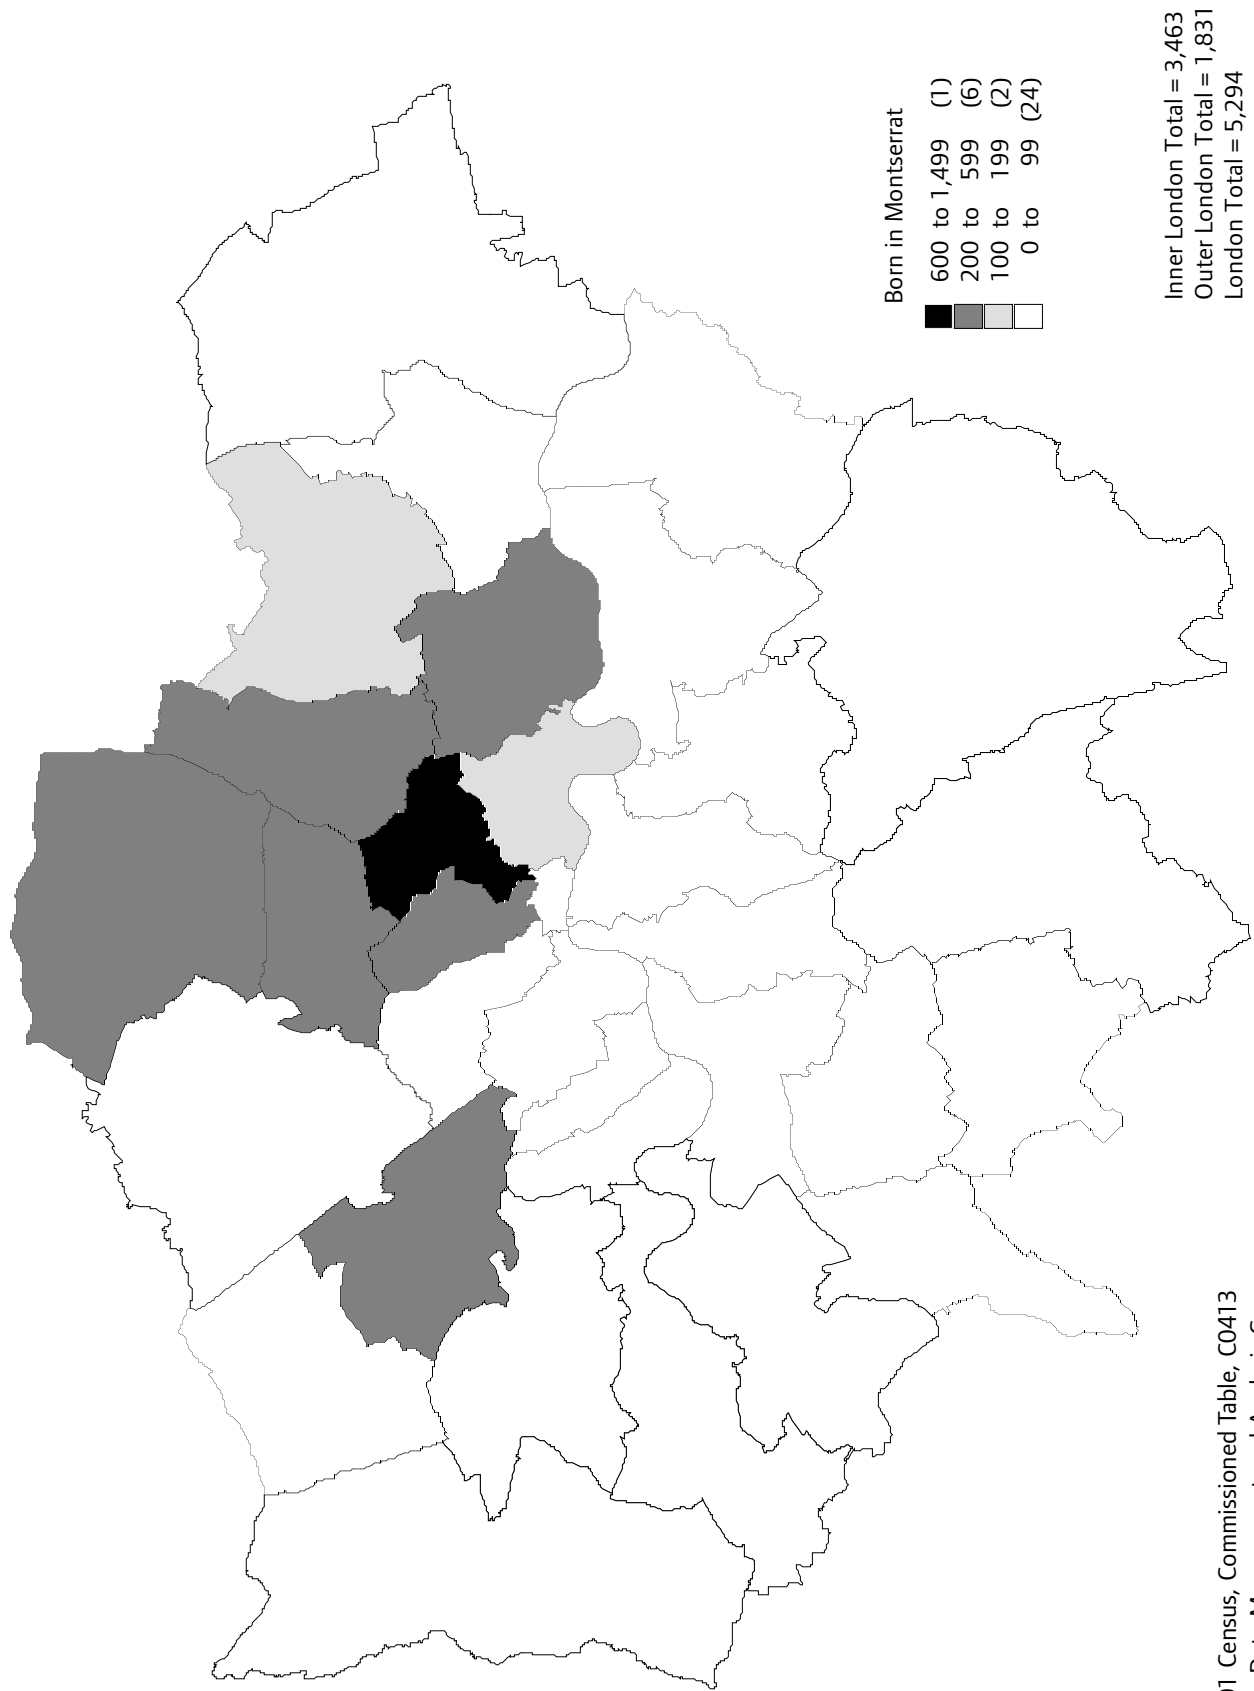 Born in Montserrat
600 to 1,499 (1)
200 to 599 (6)
100 to 199 (2)
0 to 99 (24)
Inner London Total = 3,463
Outer London Total = 1,831
London Total = 5,294
Census, Commissioned Table, C0413